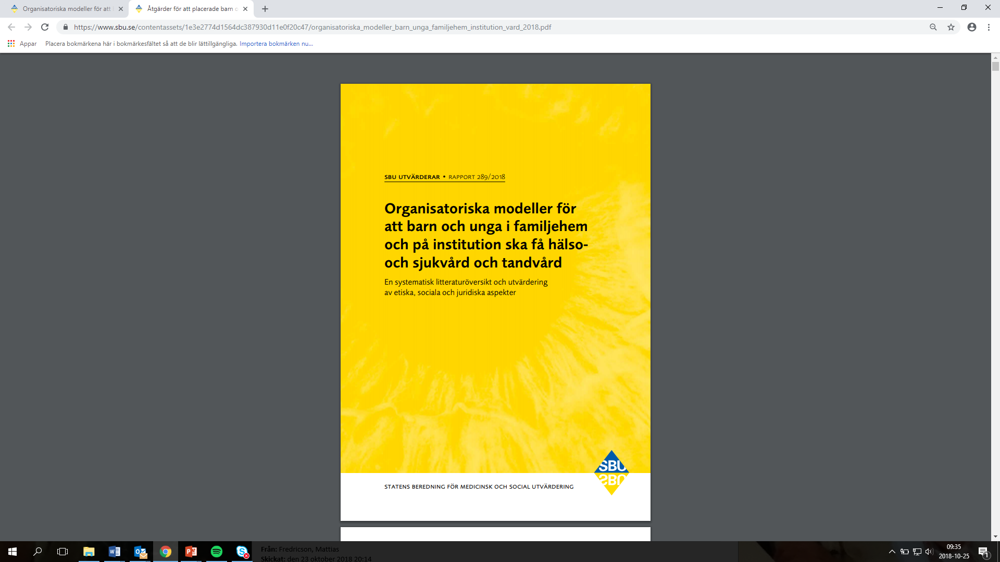 Organisatoriska modeller för att
Åtgärder för att placerade barn o
https://www.sbu.se/contentassets/1e3e2774d1564dc387930d11e0f20c47/organisatoriska_modeller_barn_unga_familjehem_institution_vard_2018.pdf
Appar
Placera bokmärkena här i bokmärkesfältet så att de blir lättillgängliga. Importera bokmärken nu...
SBU UTVÄRDERAR • RAPPORT 289/2018
Organisatoriska modeller för
att barn och unga i familjehem
och på institution ska få hälso-
och sjukvård och tandvård
En systematisk litteraturöversikt och utvärdering
av etiska, sociala och juridiska aspekter
SBU
SBU
STATENS BEREDNING FÖR MEDICINSK OCH SOCIAL UTVÄRDERING
Från: Fredricson, Mattias
Skickat: den 23 oktober 2018 20:14
09:35
2018-10-25
1